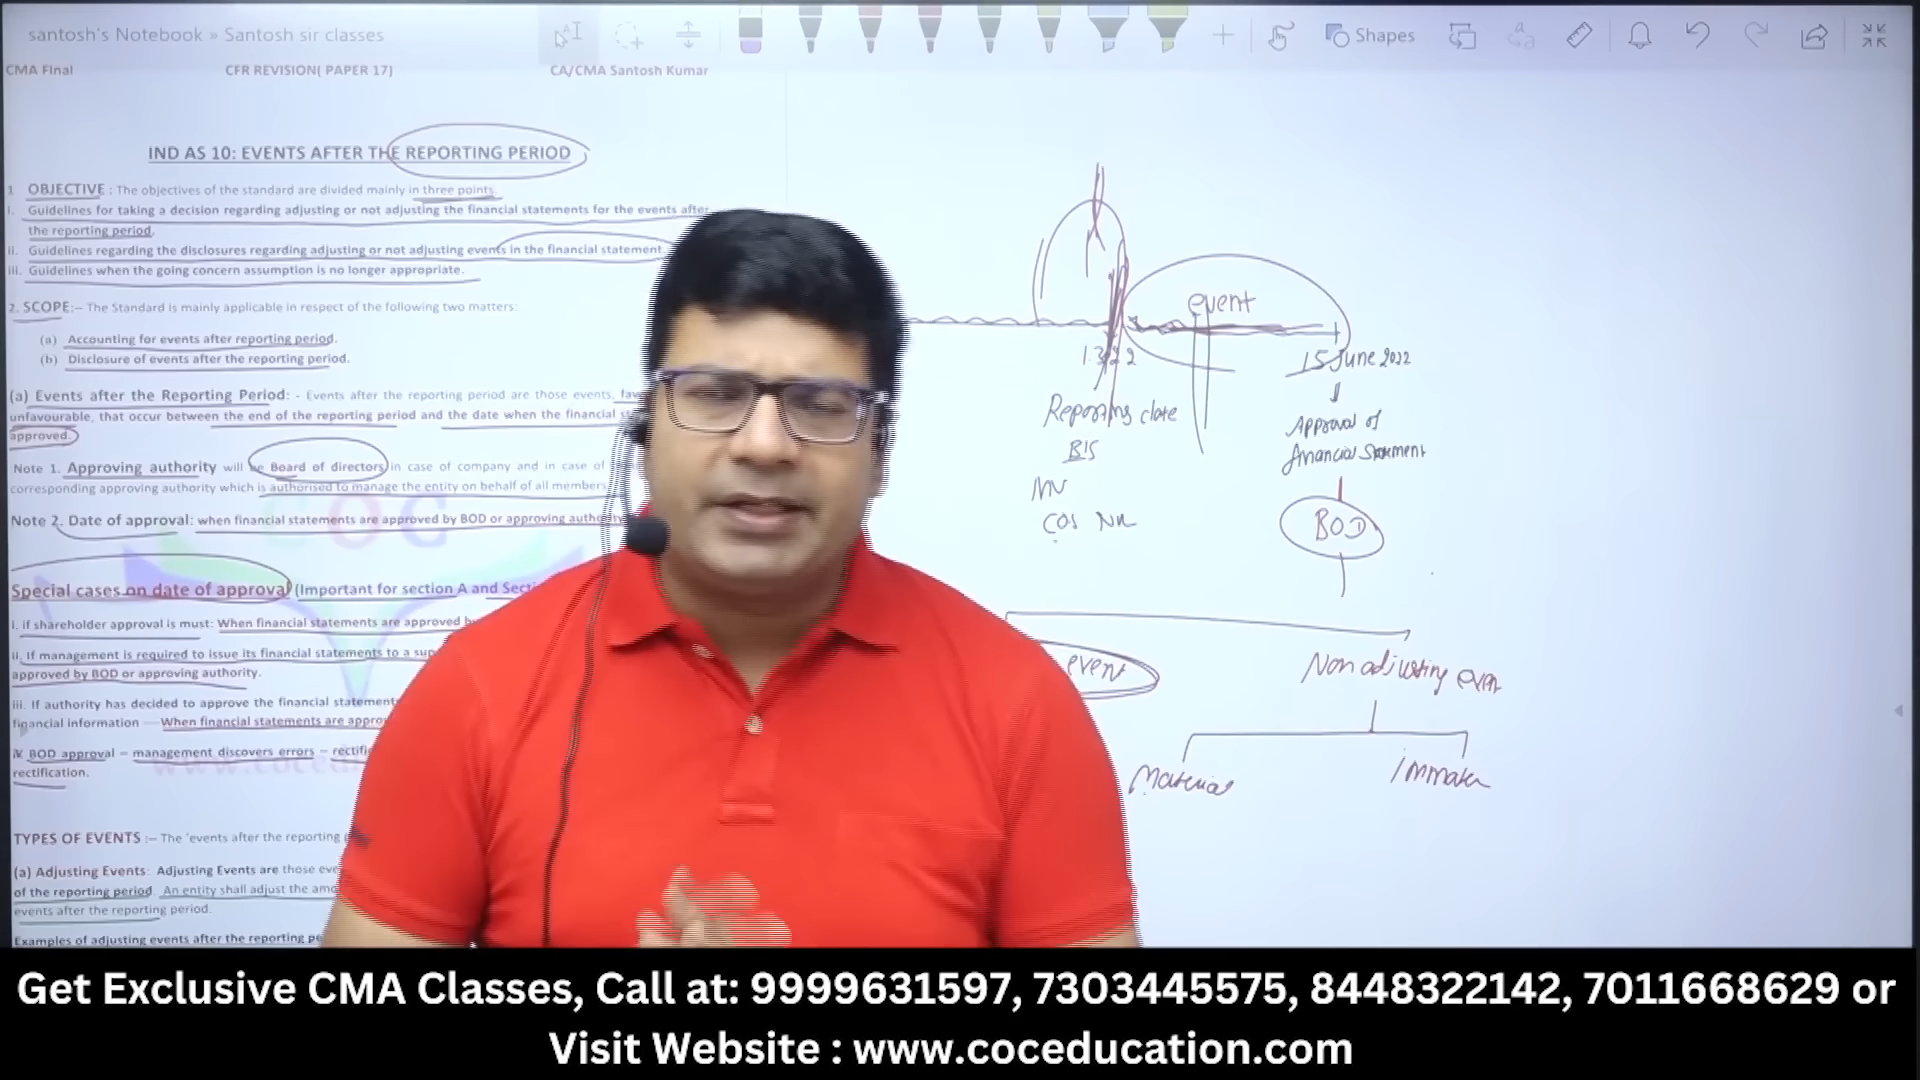 santosh's Notebook » Santosh sir classes
Shapes
CMA Final
CFR REVISION( PAPER 17)
CA/CMA Santosh Kumar
IND AS 10: EVENTS AFTER THE REPORTING PERIOD
1 OBJECTIVE : The objectives of the standard are divided mainly in three points.
i. Guidelines for taking a decision regarding adjusting or not adjusting the financial statements for the events after
the reporting period.
ii. Guidelines regarding the disclosures regarding adjusting or not adjusting events in the financial statement.
iii. Guidelines when the going concern assumption is no longer appropriate.
2. SCOPE:– The Standard is mainly applicable in respect of the following two matters:
(a) Accounting for events after reporting period.
(b) Disclosure of events after the reporting period.
(a) Events after the Reporting Period: - Events after the reporting period are those events,
unfavourable, that occur between the end of the reporting period and the date when the financial
approved.
Note 1. Approving authority will be Board of directors in case of company and in case of
corresponding approving authority which is authorised to manage the entity on behalf of all members.
Note 2. Date of approval: when financial statements are approved by BOD or approving authority
Special cases on date of approval (Important for section A and
i. if shareholder approval is must: When financial statements are approved
ii. If management is required to issue its financial statements to a
approved by BOD or approving authority.
iii. If authority has decided to approve the financial
financial information — When financial statements are
iv. BOD approval – management discovers errors –
rectification.
TYPES OF EVENTS :– The 'events after the reporting
(a) Adjusting Events: Adjusting Events are those
of the reporting period. An entity shall adjust the
events after the reporting period.
Examples of adjusting events after the reporting
COC
event
15 June 2022
Reporting date
B/S
Approval of
financial Statement
BOD
event
Non adjusting even
Material
Get Exclusive CMA Classes, Call at: 9999631597, 7303445575, 8448322142, 7011668629 or
Visit Website : www.coceducation.com